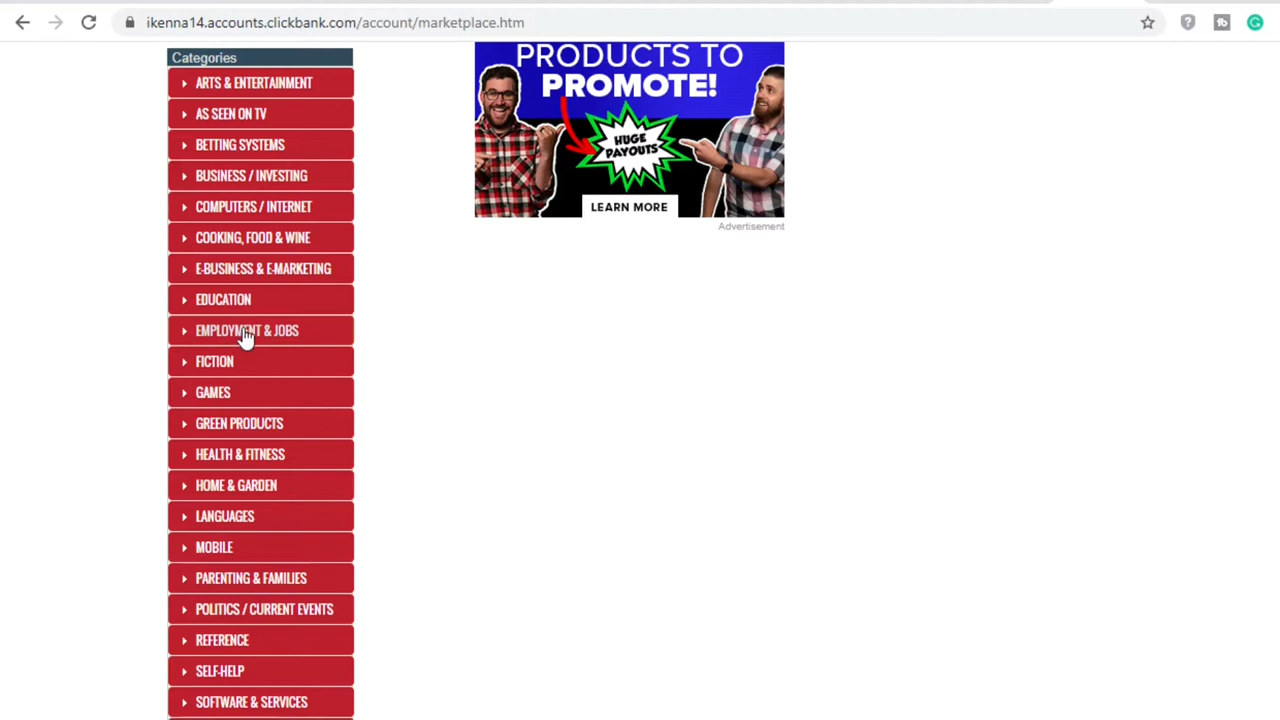 ikenna14.accounts.clickbank.com/account/marketplace.htm
Categories
ARTS & ENTERTAINMENT
AS SEEN ON TV
BETTING SYSTEMS
BUSINESS / INVESTING
COMPUTERS / INTERNET
COOKING, FOOD & WINE
E-BUSINESS & E-MARKETING
EDUCATION
EMPLOYMENT & JOBS
FICTION
GAMES
GREEN PRODUCTS
HEALTH & FITNESS
HOME & GARDEN
LANGUAGES
MOBILE
PARENTING & FAMILIES
POLITICS / CURRENT EVENTS
REFERENCE
SELF-HELP
SOFTWARE & SERVICES
PRODUCTS TO
PROMOTE!
HUGE
PAYOUTS
LEARN MORE
Advertisement